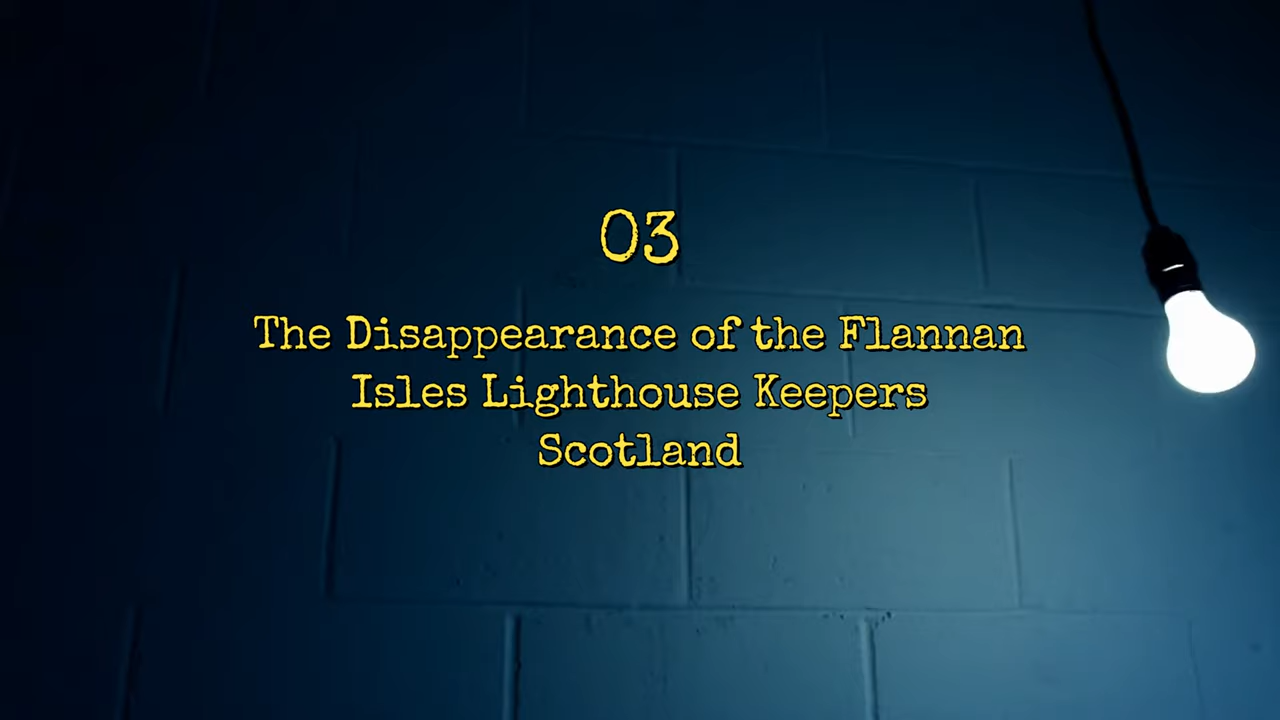 03
The Disappearance of the Flannan
Isles Lighthouse Keepers
Scotland